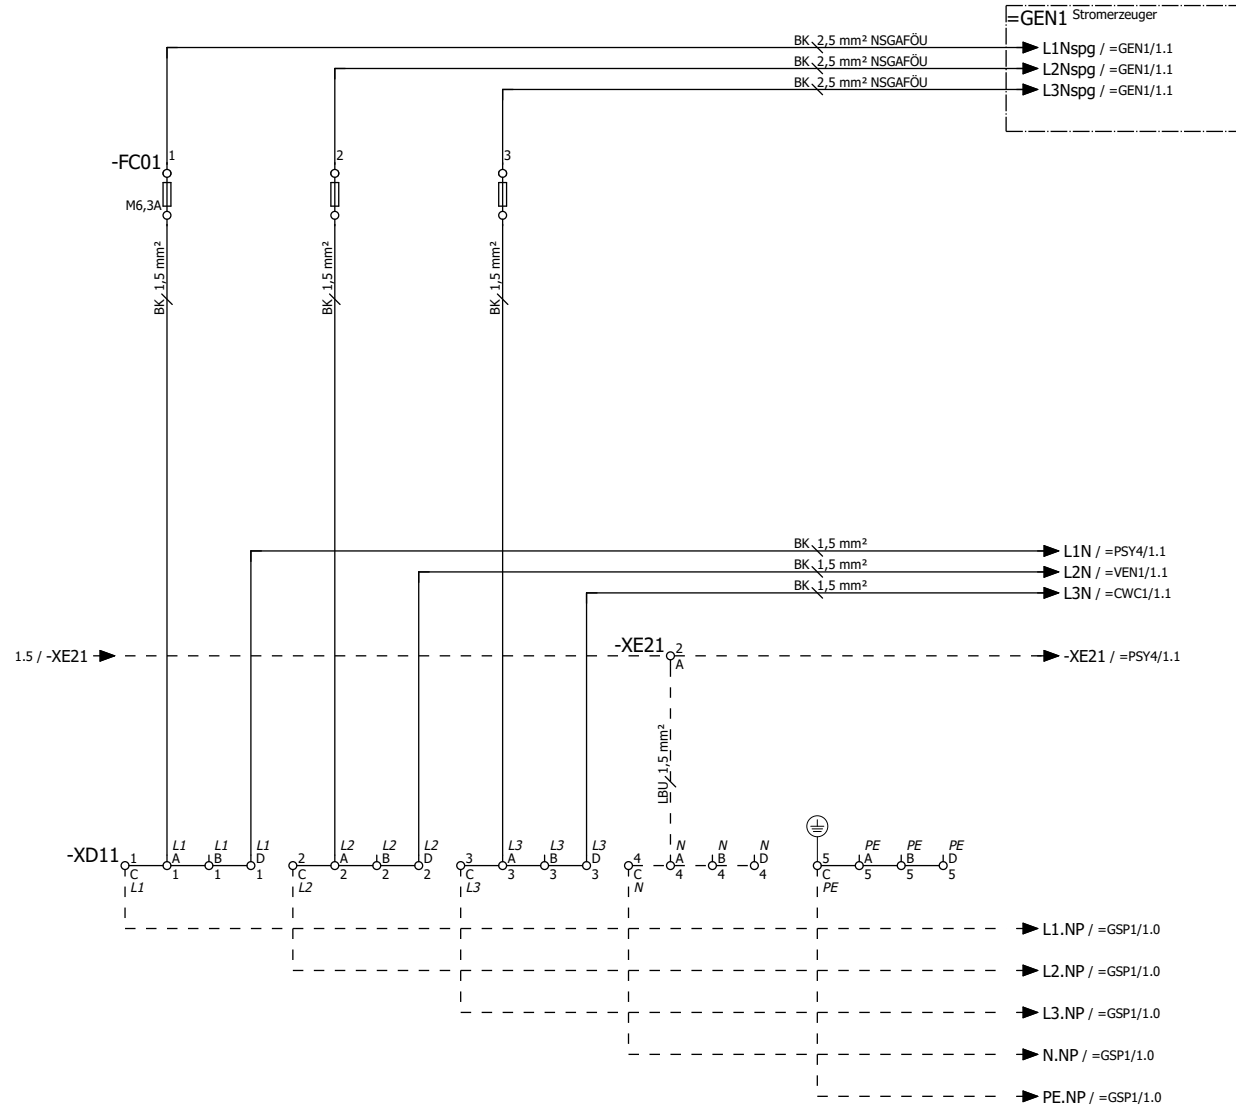 =GEN1 Stromerzeuger
BK 2,5 mm² NSGAFÖU
L1Nspg / =GEN1/1.1
BK 2,5 mm² NSGAFÖU
L2Nspg / =GEN1/1.1
BK 2,5 mm² NSGAFÖU
L3Nspg / =GEN1/1.1
-FC01 1 2 3
M6,3A
BK 1,5 mm²
BK 1,5 mm²
BK 1,5 mm²
BK 1,5 mm²
L1N / =PSY4/1.1
BK 1,5 mm²
L2N / =VEN1/1.1
BK 1,5 mm²
L3N / =CWC1/1.1
1.5 / -XE21
-XE21 2
A
-XE21 / =PSY4/1.1
LBU 1,5 mm²
L1 L1 L1 L2 L2 L2 L3 L3 L3 N N N PE PE PE
-XD11 1 A B D 2 A B D 3 A B D 4 A B D 5 A B D
C 1 1 1 C 2 2 2 C 3 3 3 C 4 4 4 C 5 5 5
L1 L2 L3 N PE
L1.NP / =GSP1/1.0
L2.NP / =GSP1/1.0
L3.NP / =GSP1/1.0
N.NP / =GSP1/1.0
PE.NP / =GSP1/1.0